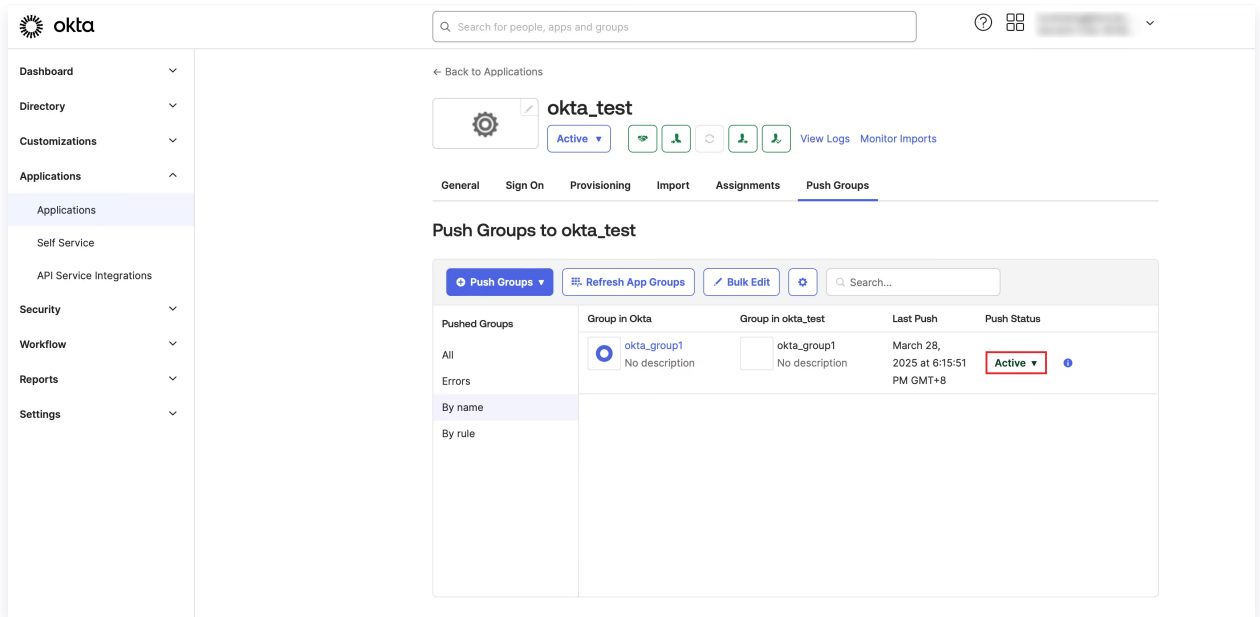 okta
Search for people, apps and groups
Dashboard
Directory
Customizations
Applications
Applications
Self Service
API Service Integrations
Security
Workflow
Reports
Settings
← Back to Applications
okta_test
Active ▼
View Logs Monitor Imports
General Sign On Provisioning Import Assignments Push Groups
Push Groups to okta_test
Push Groups ▼ Refresh App Groups Bulk Edit Search...
Pushed Groups
All
Errors
By name
By rule
Group in Okta Group in okta_test Last Push Push Status
okta_group1 okta_group1 March 28,
No description No description 2025 at 6:15:51 Active ▼
PM GMT+8